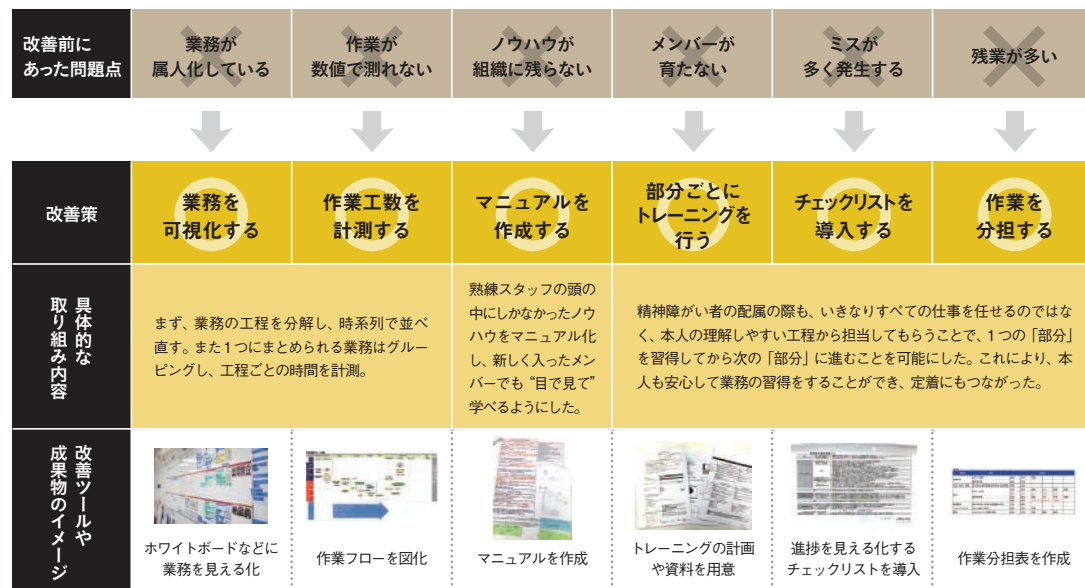 改善前に
あった問題点
業務が
属人化している
作業が
数値で測れない
ノウハウが
組織に残らない
メンバーが
育たない
ミスが
多く発生する
残業が多い
改善策
業務を
可視化する
作業工数を
計測する
マニュアルを
作成する
部分ごとに
トレーニングを
行う
チェックリストを
導入する
作業を
分担する
具体的な
取り組み内容
まず、業務の工程を分解し、時系列で並べ
直す。また1つにまとめられる業務はグルー
ピングし、工程ごとの時間を計測。
熟練スタッフの頭の
中にしかなかったノウ
ハウをマニュアル化
し、新しく入ったメン
バーでも“目で見て”
学べるようにした。
精神障がい者の配属の際も、いきなりすべての仕事を任せるのではな
く、本人の理解しやすい工程から担当してもらうことで、1つの「部分」
を習得してから次の「部分」に進むことを可能にした。これにより、本
人も安心して業務の習得をすることができ、定着にもつながった。
改善ツールや
成果物のイメージ
ホワイトボードなどに
業務を見える化
作業フローを図化
マニュアルを作成
トレーニングの計画
や資料を用意
進捗を見える化する
チェックリストを導入
作業分担表を作成